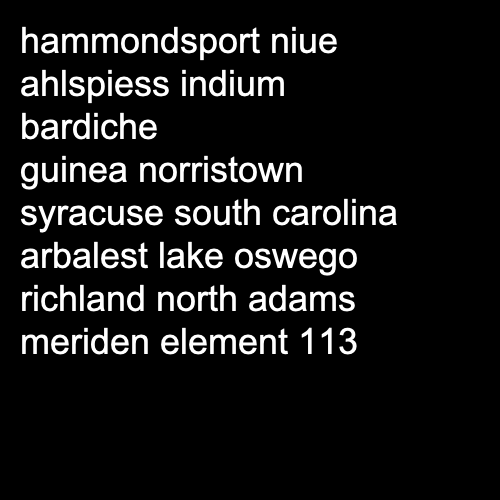 hammondsport niue
ahlspiess indium
bardiche
guinea norristown
syracuse south carolina
arbalest lake oswego
richland north adams
meriden element 113